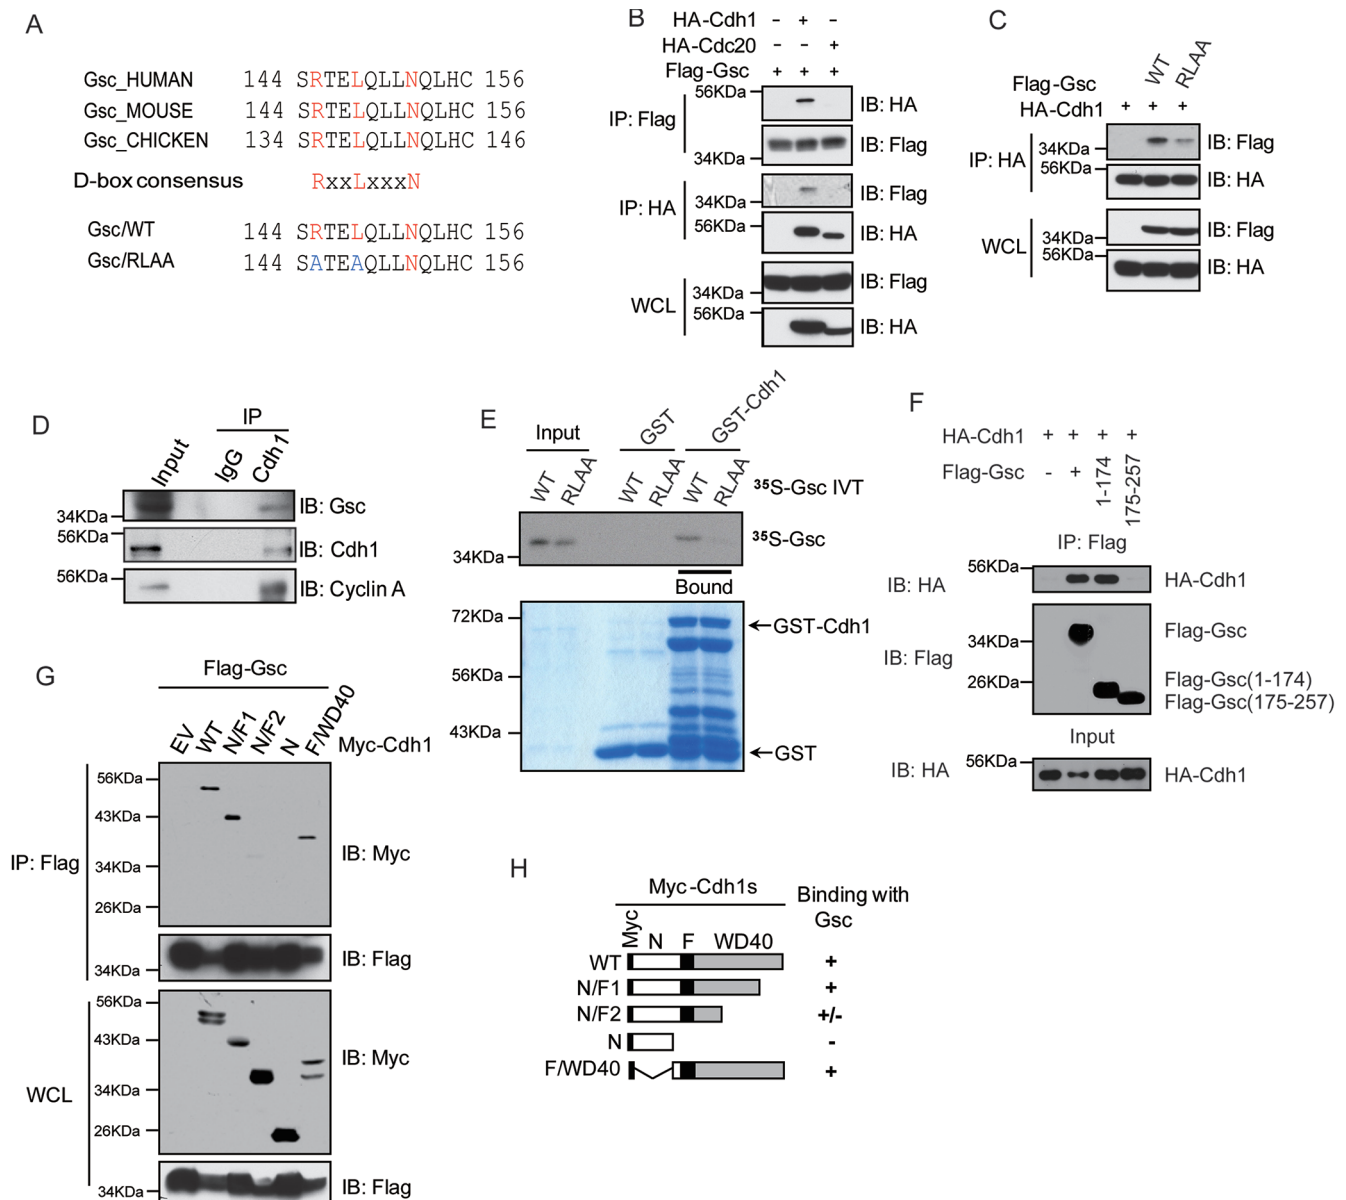 A
Gsc_HUMAN 144 SRTELQLLNQLHC 156
Gsc_MOUSE 144 SRTELQLLNQLHC 156
Gsc_CHICKEN 134 SRTELQLLNQLHC 146
D-box consensus RxxLxxxN
Gsc/WT 144 SRTELQLLNQLHC 156
Gsc/RLAA 144 SATEAQLLNQLHC 156
B
HA-Cdh1 - + -
HA-Cdc20 - - +
Flag-Gsc + + +
IP: Flag
56KDa IB: HA
IB: Flag
34KDa
IP: HA
IB: Flag
34KDa
56KDa IB: HA
WCL
IB: Flag
34KDa
56KDa
IB: HA
C
Flag-Gsc WT RLAA
HA-Cdh1 + + +
IP: HA
34KDa IB: Flag
56KDa
IB: HA
WCL
34KDa IB: Flag
56KDa
IB: HA
D
IP
Input IgG Cdh1
34KDa IB: Gsc
56KDa
IB: Cdh1
56KDa
IB: Cyclin A
E
Input GST GST-Cdh1
WT RLAA WT RLAA WT RLAA ³⁵S-Gsc IVT
³⁵S-Gsc
34KDa
Bound
72KDa
GST-Cdh1
56KDa
43KDa
GST
F
HA-Cdh1 + + + +
Flag-Gsc - + 1-174 175-257
IP: Flag
56KDa
IB: HA HA-Cdh1
Flag-Gsc
34KDa
IB: Flag
26KDa Flag-Gsc(1-174)
Flag-Gsc(175-257)
Input
56KDa
IB: HA HA-Cdh1
G
Flag-Gsc
EV WT N/F1 N/F2 N F/WD40 Myc-Cdh1
56KDa
43KDa
IP: Flag IB: Myc
34KDa
26KDa
IB: Flag
34KDa
56KDa
43KDa
IB: Myc
WCL 34KDa
26KDa
34KDa IB: Flag
H
Myc-Cdh1s Binding with
Gsc
Myc N F WD40
WT +
N/F1 +
N/F2 +/-
N -
F/WD40 +